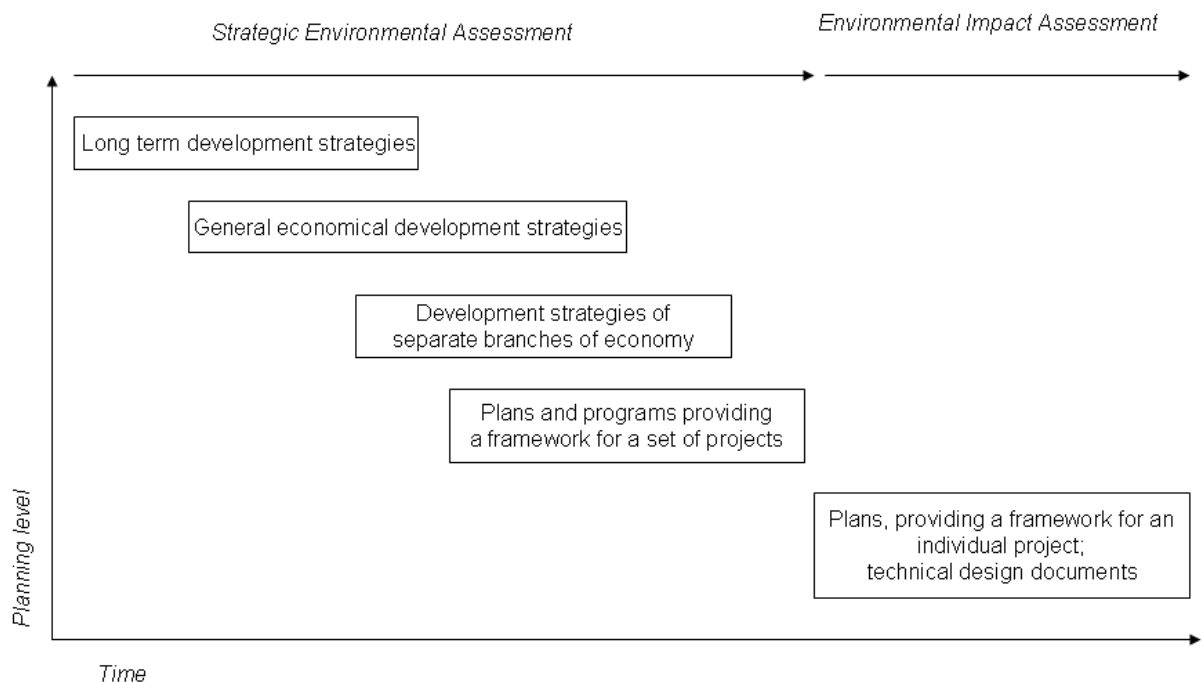 Strategic Environmental Assessment
Environmental Impact Assessment
Long term development strategies
General economical development strategies
Development strategies of
separate branches of economy
Plans and programs providing
a framework for a set of projects
Plans, providing a framework for an
individual project;
technical design documents
Planning level
Time